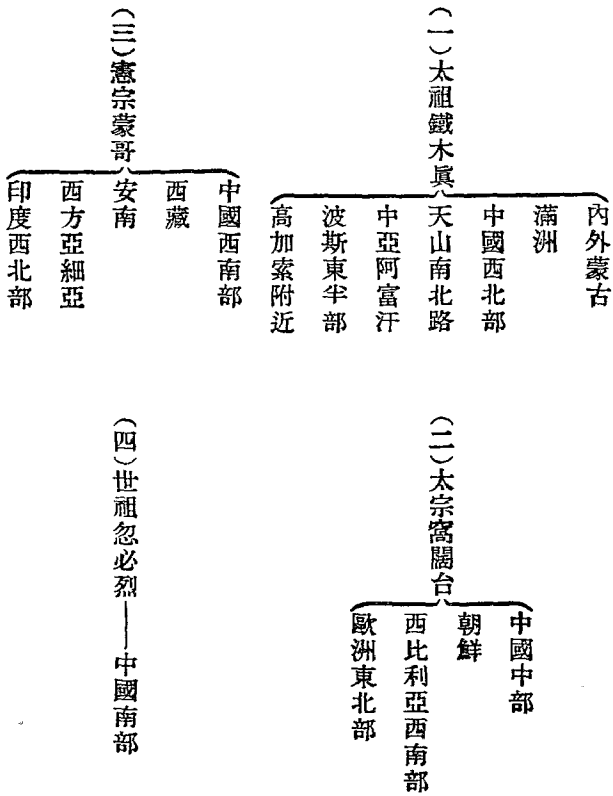 (一)太祖鐵木眞
內外蒙古
滿洲
中國西北部
天山南北路
中亞阿富汗
波斯東半部
高加索附近
(二)太宗窩闊台
中國中部
朝鮮
西比利亞西南部
歐洲東北部
(三)憲宗蒙哥
中國西南部
西藏
安南
西方亞細亞
印度西北部
(四)世祖忽必烈——中國南部